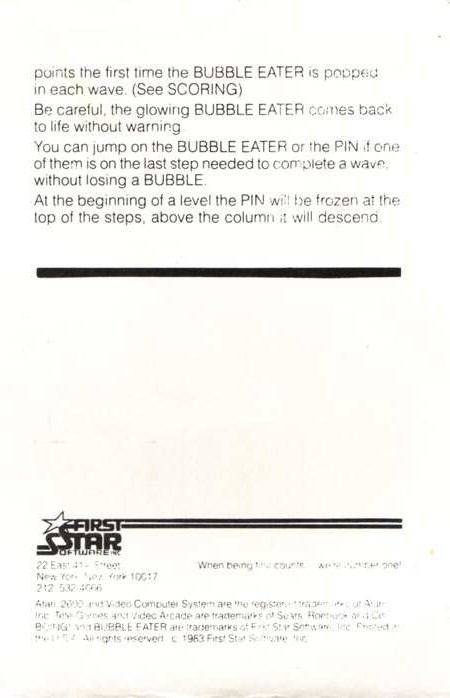 points the first time the BUBBLE EATER is popped
in each wave. (See SCORING)
Be careful, the glowing BUBBLE EATER comes back
to life without warning.
You can jump on the BUBBLE EATER or the PIN if one
of them is on the last step needed to complete a wave,
without losing a BUBBLE.
At the beginning of a level the PIN will be frozen at the
top of the steps, above the column it will descend.
FIRST
STAR
SOFTWARE INC
22 East 41 Street
When being first counts we're number one!
New York, New York 10017
212 532-4666
Atari, 2600 and Video Computer System are the registered trademarks of Atari
Inc. Tele-Games and Video Arcade are trademarks of Sears, Roebuck and Co.
BOING! and BUBBLE EATER are trademarks of First Star Software, Inc. Printed in
the U.S.A. All rights reserved. c 1983 First Star Software, Inc.